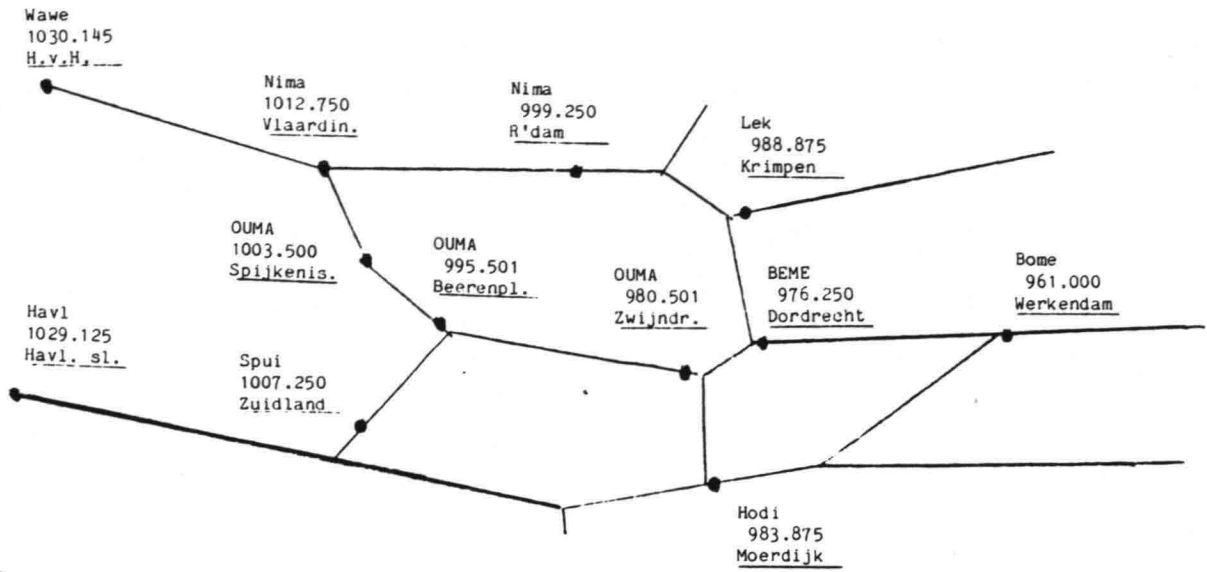 Wawe
1030.145
H.v.H.
Nima
1012.750
Vlaardin.
Nima
999.250
R'dam
Lek
988.875
Krimpen
OUMA
1003.500
Spijkenis.
OUMA
995.501
Beerenpl.
OUMA
980.501
Zwijndr.
BEME
976.250
Dordrecht
Bome
961.000
Werkendam
Havl
1029.125
Havl. sl.
Spui
1007.250
Zuidland
Hodi
983.875
Moerdijk